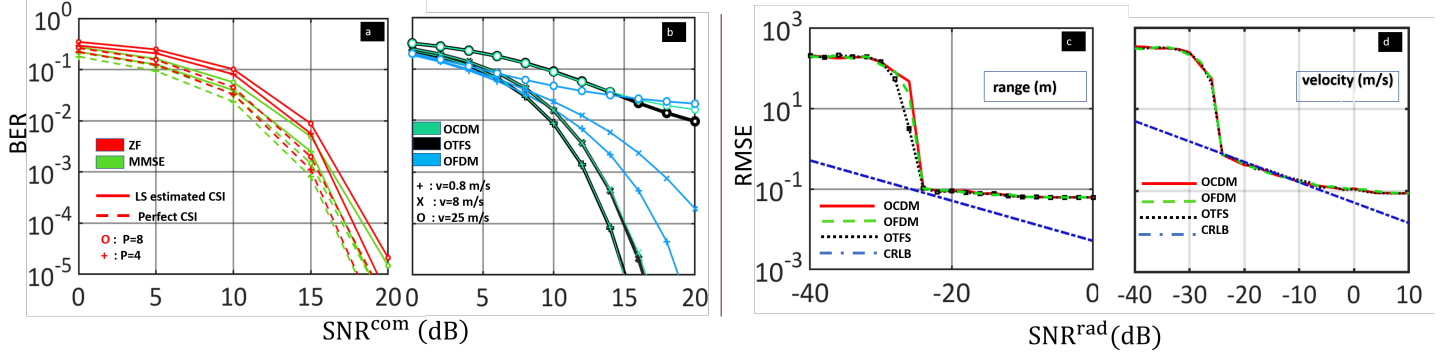 a
BER
10^0
10^-1
10^-2
10^-3
10^-4
10^-5
ZF
MMSE
LS estimated CSI
Perfect CSI
O : P=8
+ : P=4
0 5 10 15 20
b
OCDM
OTFS
OFDM
+ : v=0.8 m/s
X : v=8 m/s
O : v=25 m/s
0 5 10 15 20
SNR^com (dB)
c
RMSE
10^3
10^1
10^-1
10^-3
range (m)
OCDM
OFDM
OTFS
CRLB
-40 -20 0
d
velocity (m/s)
OCDM
OFDM
OTFS
CRLB
-40 -30 -20 -10 0 10
SNR^rad (dB)